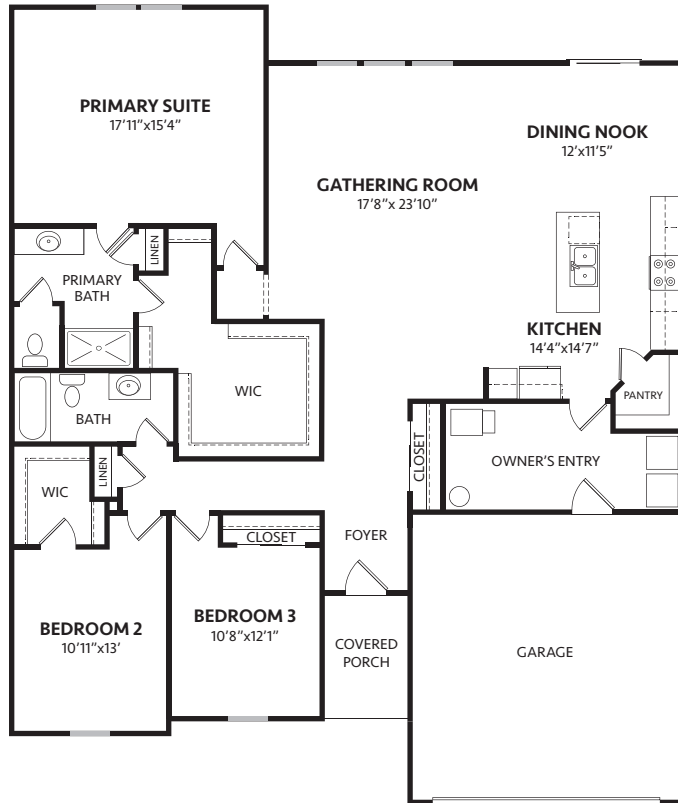 PRIMARY SUITE
17'11"x15'4"
DINING NOOK
12'x11'5"
GATHERING ROOM
17'8"x 23'10"
LINEN
PRIMARY
BATH
KITCHEN
14'4"x14'7"
WIC
PANTRY
BATH
CLOSET
OWNER'S ENTRY
LINEN
WIC
FOYER
CLOSET
BEDROOM 2
10'11"x13'
BEDROOM 3
10'8"x12'1"
COVERED
PORCH
GARAGE